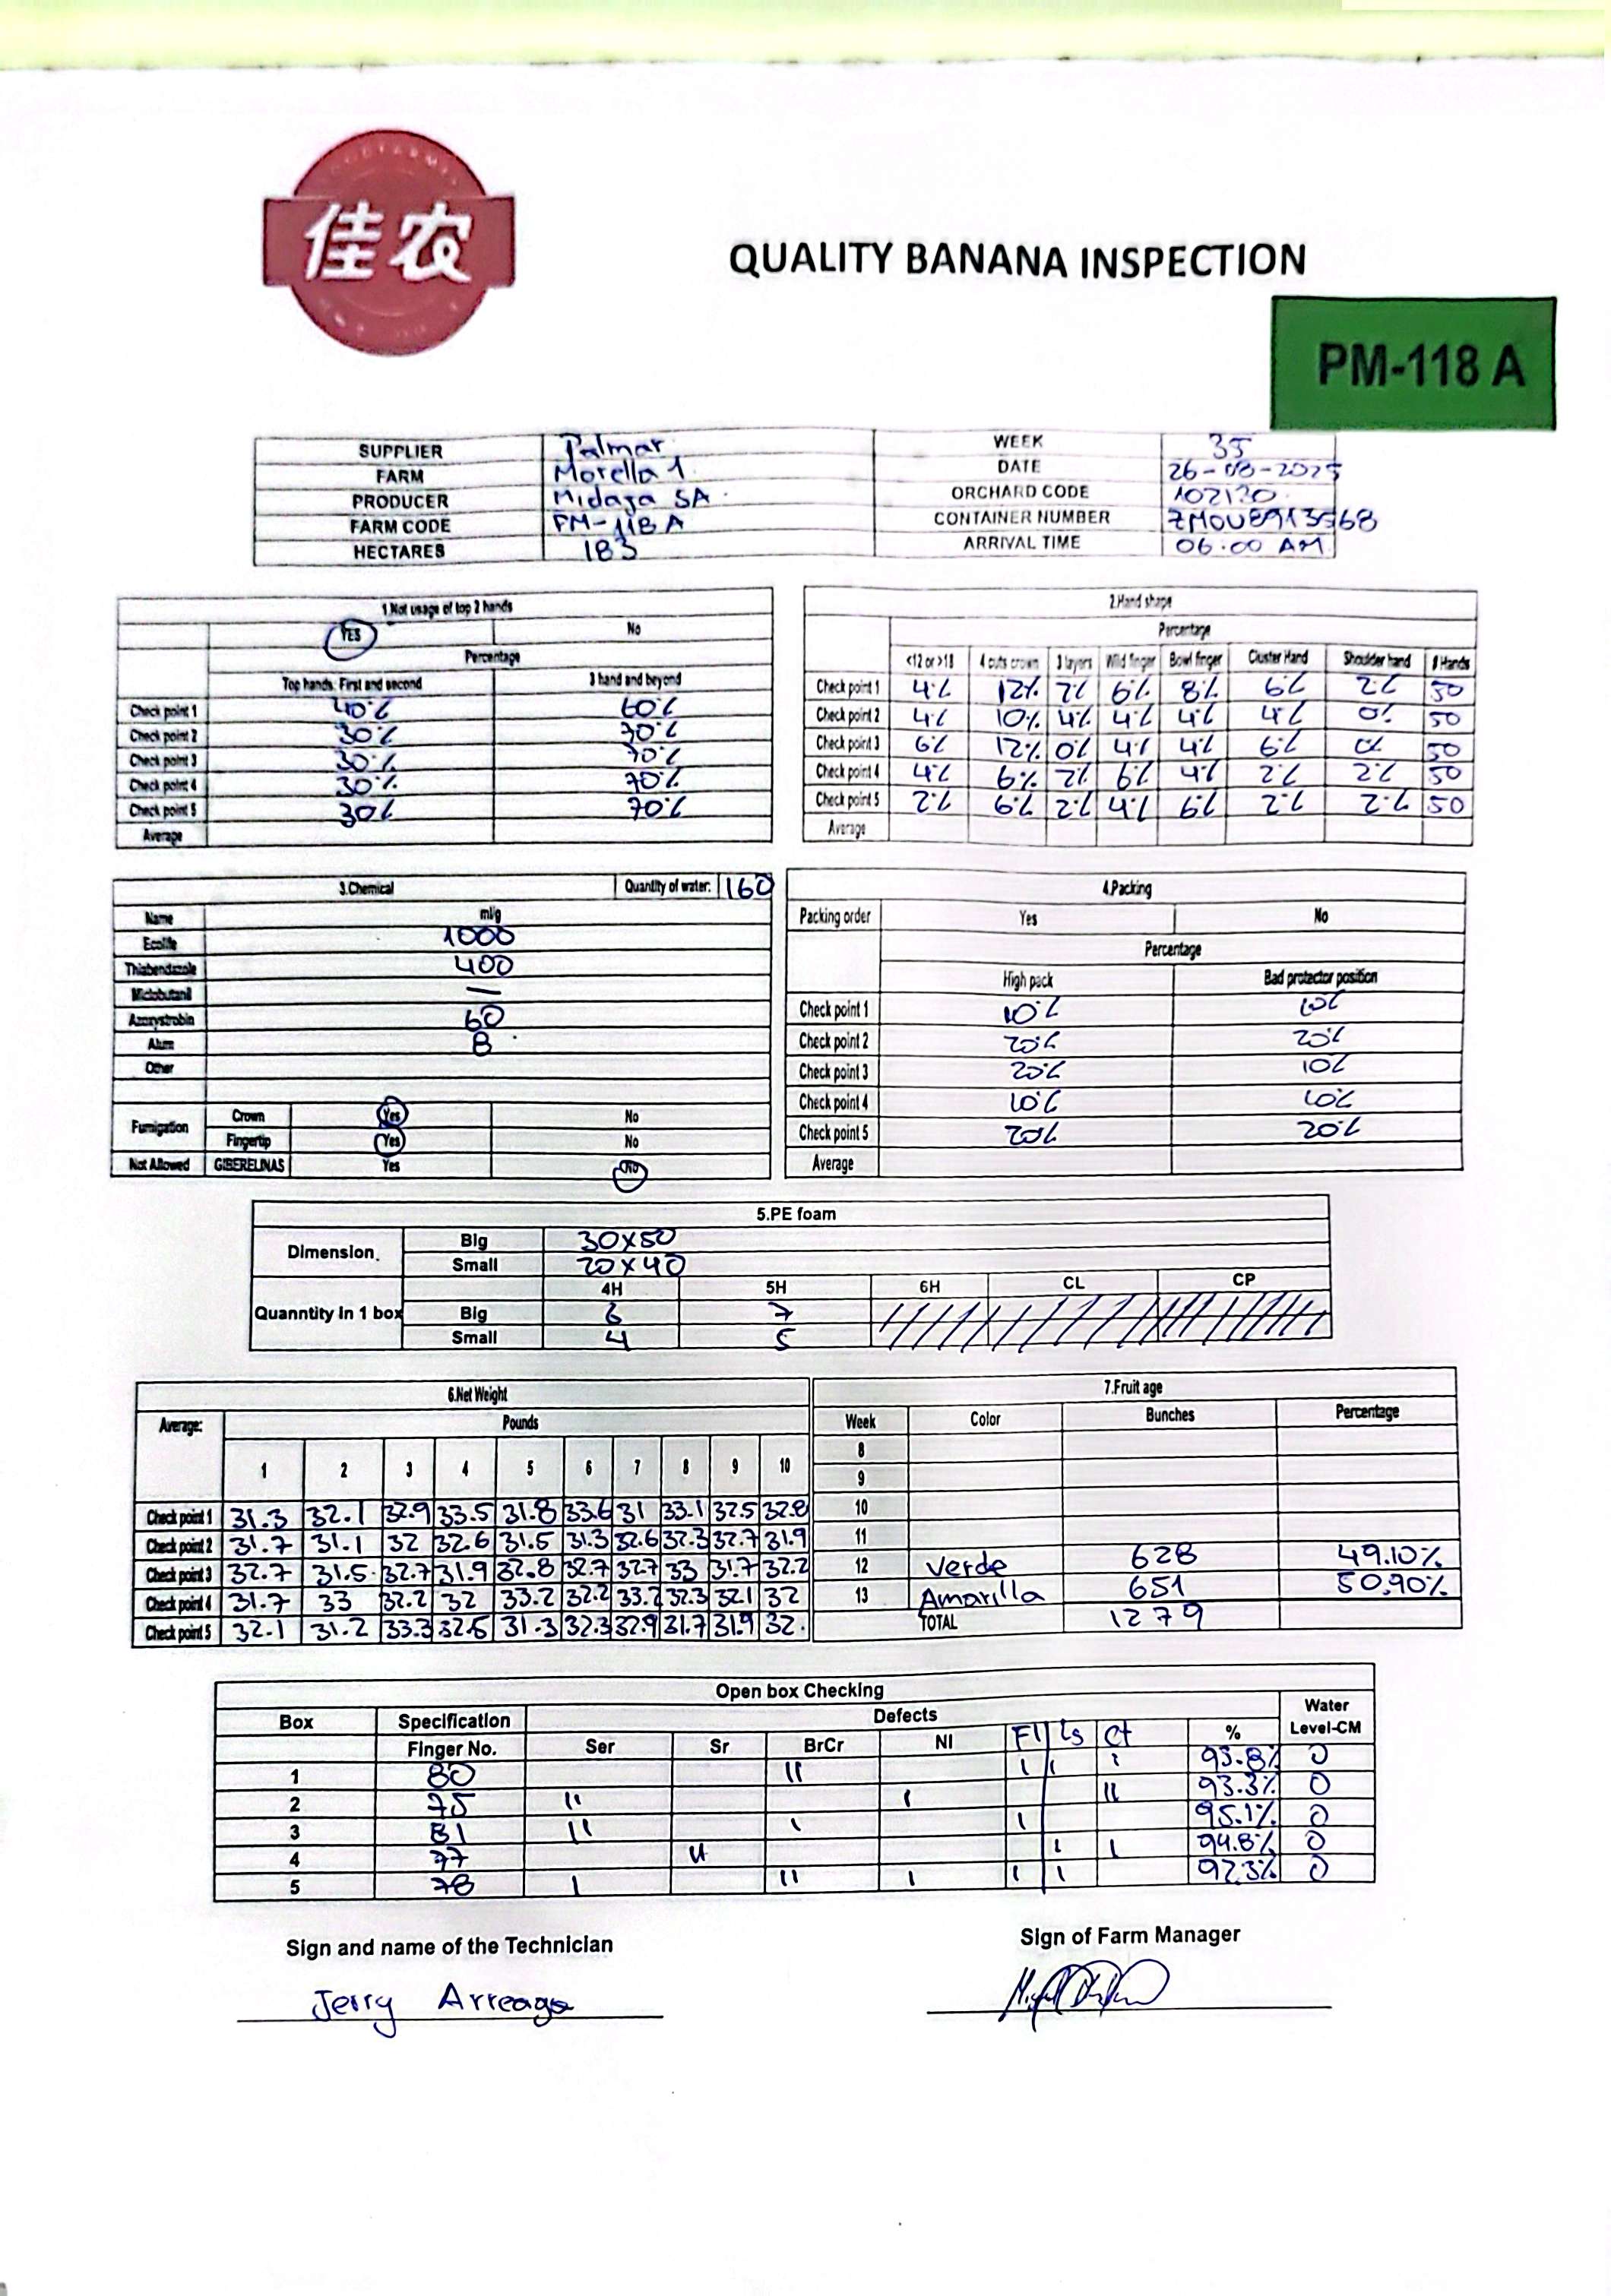 佳农
QUALITY BANANA INSPECTION
PM-118 A
SUPPLIER Palmar WEEK 35
FARM Morella 1 DATE 26-08-2025
PRODUCER Midaja SA ORCHARD CODE 102120
FARM CODE PM-118 A CONTAINER NUMBER
HECTARES 183 ARRIVAL TIME 06:00 AM
1.Not usage of top 2 hands
YES No
Percentage
Top hands: First and second 3 hand and beyond
Check point 1 40% 60%
Check point 2 30% 70%
Check point 3 30% 70%
Check point 4 30% 70%
Check point 5 30% 70%
Average
2.Hand shape
Percentage
<12 or >18 4 cuts crown 3 layers Wild finger Bowl finger Cluster Hand Shoulder hand # Hands
Check point 1 4% 12% 2% 6% 8% 6% 2% 50
Check point 2 4% 10% 4% 4% 4% 4% 0% 50
Check point 3 6% 12% 0% 4% 4% 6% 0% 50
Check point 4 4% 6% 2% 6% 4% 2% 2% 50
Check point 5 2% 6% 2% 4% 6% 2% 2% 50
Average
3.Chemical Quantity of water: 160
Name ml/g
Ecolife 1000
Thiabendazole 400
Miclobutanil —
Azoxystrobin 60
Alum 8
Other
Fumigation Crown Yes No
Fingertip Yes No
Not Allowed GIBERELINAS Yes No
4.Packing
Packing order Yes No
Percentage
High pack Bad protector position
Check point 1 10% 10%
Check point 2 20% 20%
Check point 3 20% 10%
Check point 4 10% 10%
Check point 5 20% 20%
Average
5.PE foam
Dimension. Big 30x50
Small 20x40
4H 5H 6H CL CP
Quanntity in 1 box Big 6 7
Small 4 5
6.Net Weight
Average: Pounds
1 2 3 4 5 6 7 8 9 10
Check point 1 31.3 32.1 32.9 33.5 31.8 33.6 31 33.1 32.5 32.8
Check point 2 31.7 31.1 32 32.6 31.5 31.3 32.6 32.3 32.7 31.9
Check point 3 32.7 31.5 32.7 31.9 32.8 32.7 32.7 33 31.7 32.2
Check point 4 31.7 33 32.2 32 33.2 32.2 33.2 32.3 32.1 32
Check point 5 32.1 31.2 33.3 32.6 31.3 32.3 32.9 31.7 31.9 32.
7.Fruit age
Week Color Bunches Percentage
8
9
10
11
12 Verde 628 49.10%
13 Amarilla 651 50.90%
TOTAL 1279
Open box Checking
Box Specification Defects Water
Finger No. Ser Sr BrCr NI Fl Ls Ct % Level-CM
1 80 II I I I 93.8% 0
2 75 II I II 93.3% 0
3 81 II I I 95.1% 0
4 77 II I I 94.8% 0
5 78 I II I I I 92.3% 0
Sign and name of the Technician Sign of Farm Manager
Jerry Arreaga